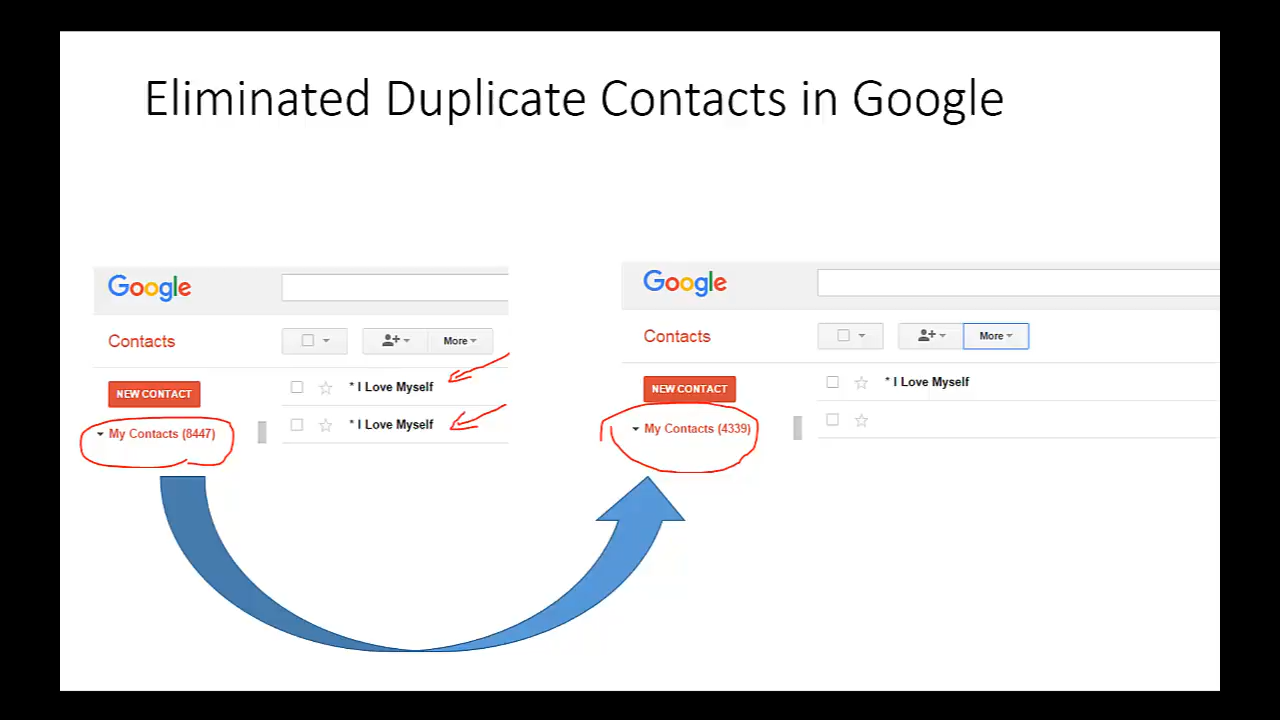 Eliminated Duplicate Contacts in Google
Google
Contacts
More
NEW CONTACT
* I Love Myself
My Contacts (8447)
* I Love Myself
Google
Contacts
More
NEW CONTACT
* I Love Myself
My Contacts (4339)